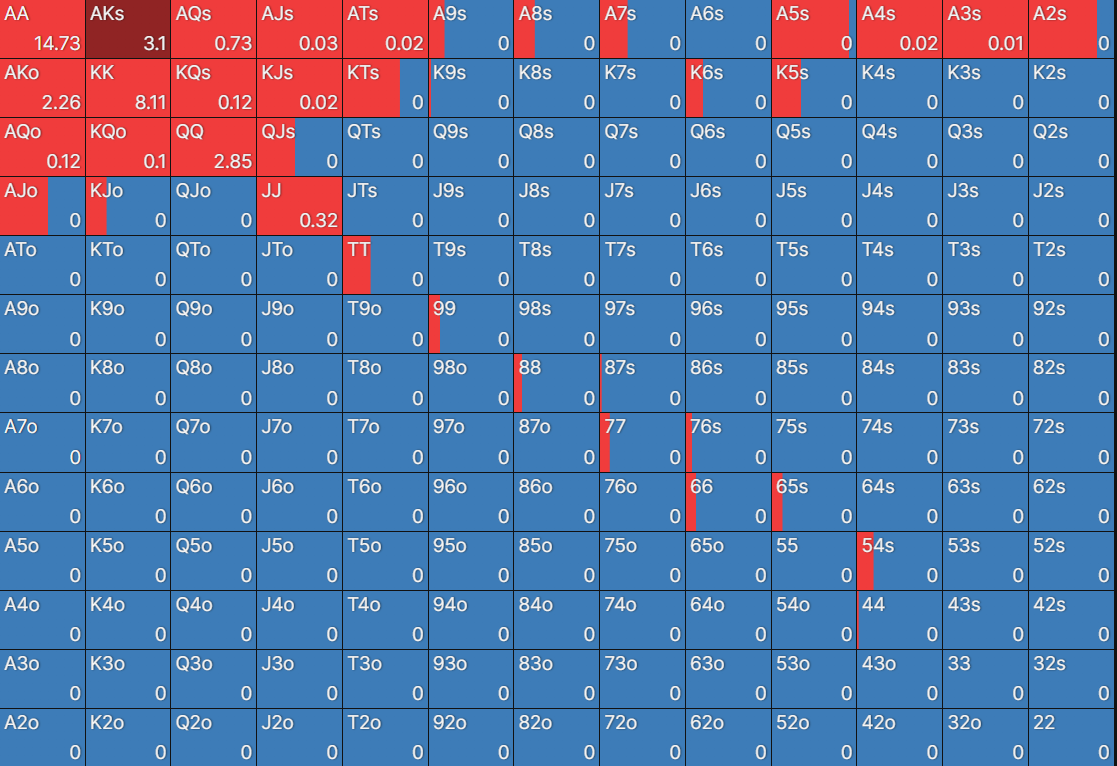 AA AKs AQs AJs ATs A9s A8s A7s A6s A5s A4s A3s A2s
14.73 3.1 0.73 0.03 0.02 0 0 0 0 0 0.02 0.01 0
AKo KK KQs KJs KTs K9s K8s K7s K6s K5s K4s K3s K2s
2.26 8.11 0.12 0.02 0 0 0 0 0 0 0 0 0
AQo KQo QQ QJs QTs Q9s Q8s Q7s Q6s Q5s Q4s Q3s Q2s
0.12 0.1 2.85 0 0 0 0 0 0 0 0 0 0
AJo KJo QJo JJ JTs J9s J8s J7s J6s J5s J4s J3s J2s
0 0 0 0.32 0 0 0 0 0 0 0 0 0
ATo KTo QTo JTo TT T9s T8s T7s T6s T5s T4s T3s T2s
0 0 0 0 0 0 0 0 0 0 0 0 0
A9o K9o Q9o J9o T9o 99 98s 97s 96s 95s 94s 93s 92s
0 0 0 0 0 0 0 0 0 0 0 0 0
A8o K8o Q8o J8o T8o 98o 88 87s 86s 85s 84s 83s 82s
0 0 0 0 0 0 0 0 0 0 0 0 0
A7o K7o Q7o J7o T7o 97o 87o 77 76s 75s 74s 73s 72s
0 0 0 0 0 0 0 0 0 0 0 0 0
A6o K6o Q6o J6o T6o 96o 86o 76o 66 65s 64s 63s 62s
0 0 0 0 0 0 0 0 0 0 0 0 0
A5o K5o Q5o J5o T5o 95o 85o 75o 65o 55 54s 53s 52s
0 0 0 0 0 0 0 0 0 0 0 0 0
A4o K4o Q4o J4o T4o 94o 84o 74o 64o 54o 44 43s 42s
0 0 0 0 0 0 0 0 0 0 0 0 0
A3o K3o Q3o J3o T3o 93o 83o 73o 63o 53o 43o 33 32s
0 0 0 0 0 0 0 0 0 0 0 0 0
A2o K2o Q2o J2o T2o 92o 82o 72o 62o 52o 42o 32o 22
0 0 0 0 0 0 0 0 0 0 0 0 0